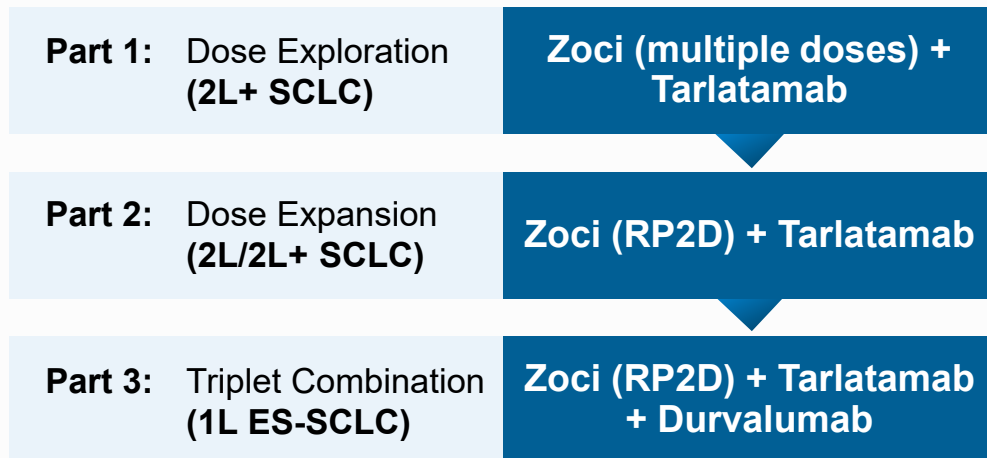 Part 1: Dose Exploration
(2L+ SCLC)
Zoci (multiple doses) +
Tarlatamab
Part 2: Dose Expansion
(2L/2L+ SCLC)
Zoci (RP2D) + Tarlatamab
Part 3: Triplet Combination
(1L ES-SCLC)
Zoci (RP2D) + Tarlatamab
+ Durvalumab